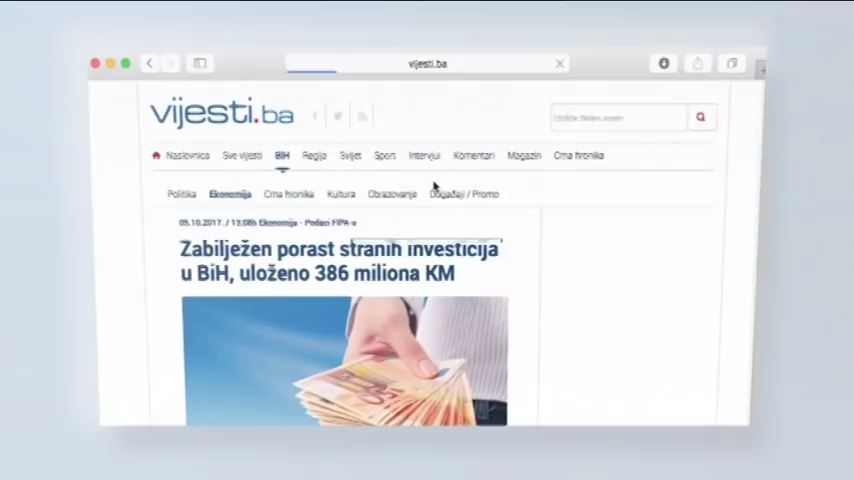 vijesti.ba
vijesti.ba
Naslovnica Sve vijesti BiH Regija Svijet Sport Intervjui Komentari Magazin Crna hronika
Politika Ekonomija Crna hronika Kultura Obrazovanje Događaji / Promo
05.10.2017. / 13:08h Ekonomija - Podaci FIPA-e
Zabilježen porast stranih investicija
u BiH, uloženo 386 miliona KM